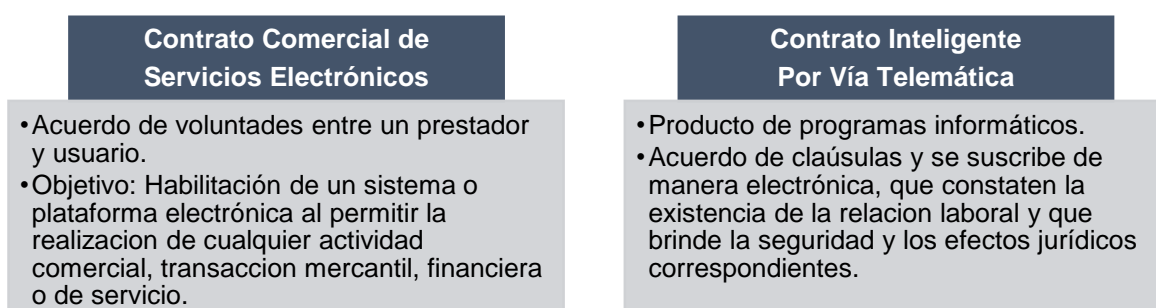 Contrato Comercial de
Servicios Electrónicos
•Acuerdo de voluntades entre un prestador
y usuario.
•Objetivo: Habilitación de un sistema o
plataforma electrónica al permitir la
realizacion de cualquier actividad
comercial, transaccion mercantil, financiera
o de servicio.
Contrato Inteligente
Por Vía Telemática
•Producto de programas informáticos.
•Acuerdo de claúsulas y se suscribe de
manera electrónica, que constaten la
existencia de la relacion laboral y que
brinde la seguridad y los efectos jurídicos
correspondientes.